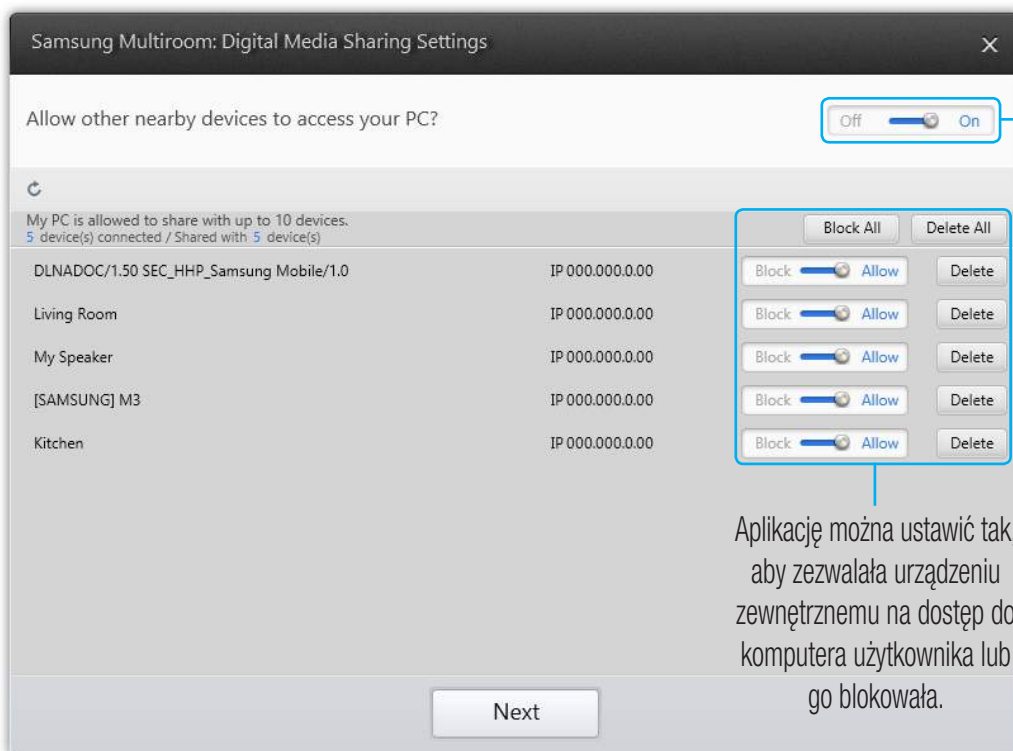 Samsung Multiroom: Digital Media Sharing Settings
Allow other nearby devices to access your PC?
Off On
My PC is allowed to share with up to 10 devices.
5 device(s) connected / Shared with 5 device(s)
Block All Delete All
DLNADOC/1.50 SEC_HHP_Samsung Mobile/1.0 IP 000.000.0.00 Block Allow Delete
Living Room IP 000.000.0.00 Block Allow Delete
My Speaker IP 000.000.0.00 Block Allow Delete
[SAMSUNG] M3 IP 000.000.0.00 Block Allow Delete
Kitchen IP 000.000.0.00 Block Allow Delete
Aplikację można ustawić tak
aby zezwalała urządzeniu
zewnętrznemu na dostęp do
komputera użytkownika lub
go blokowała.
Next